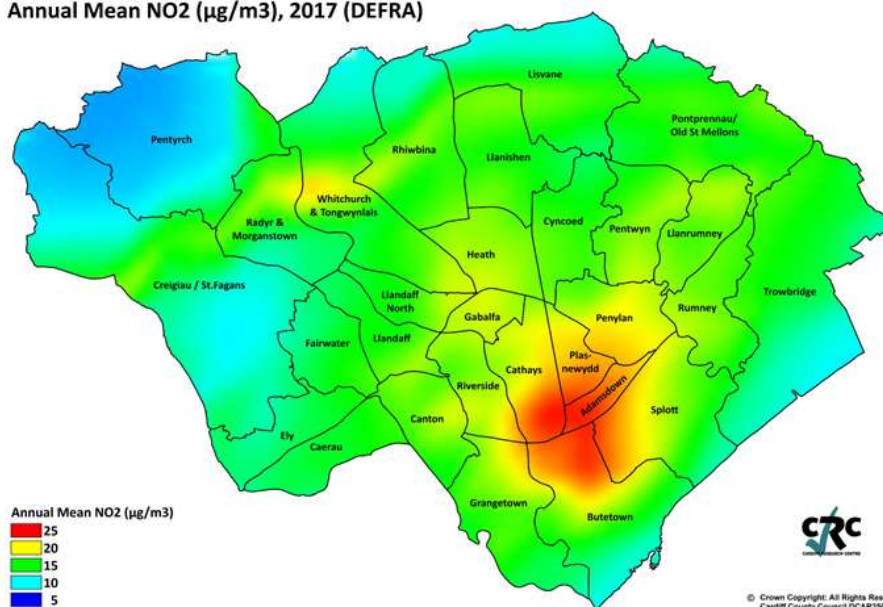 Annual Mean NO2 (µg/m3), 2017 (DEFRA)
Lisvane
Pentyrch
Pontprennau/
Old St Mellons
Rhiwbina
Llanishen
Whitchurch
& Tongwynlais
Radyr &
Morganstown
Cyncoed
Pentwyn
Llanrumney
Heath
Creigiau / St.Fagans
Trowbridge
Llandaff
North
Gabalfa
Penylan
Rumney
Fairwater
Llandaff
Cathays
Plas-
newydd
Riverside
Adamsdown
Splott
Canton
Ely
Caerau
Grangetown
Butetown
Annual Mean NO2 (µg/m3)
25
20
15
10
5
CRC
CARDIFF RESEARCH CENTRE
© Crown Copyright: All Rights Res
Cardiff County Council